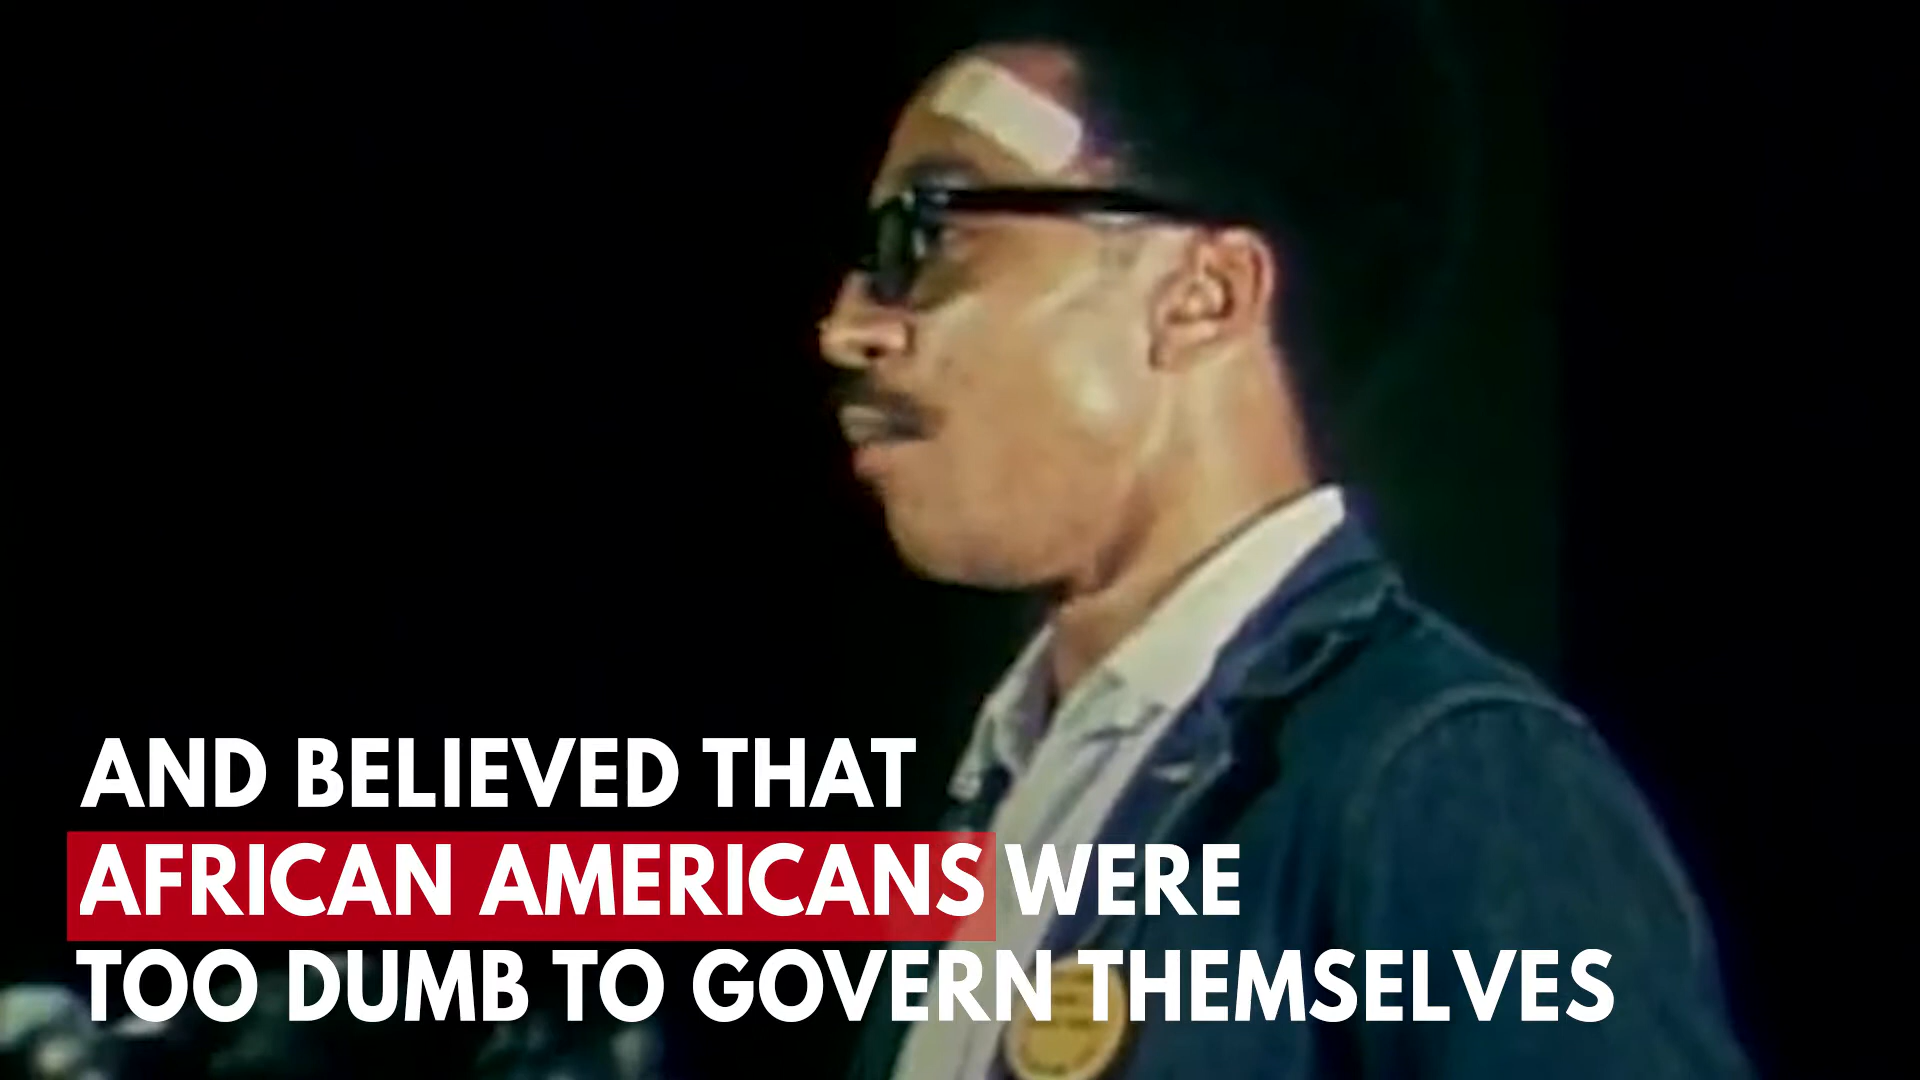 AND BELIEVED THAT
AFRICAN AMERICANS WERE
TOO DUMB TO GOVERN THEMSELVES